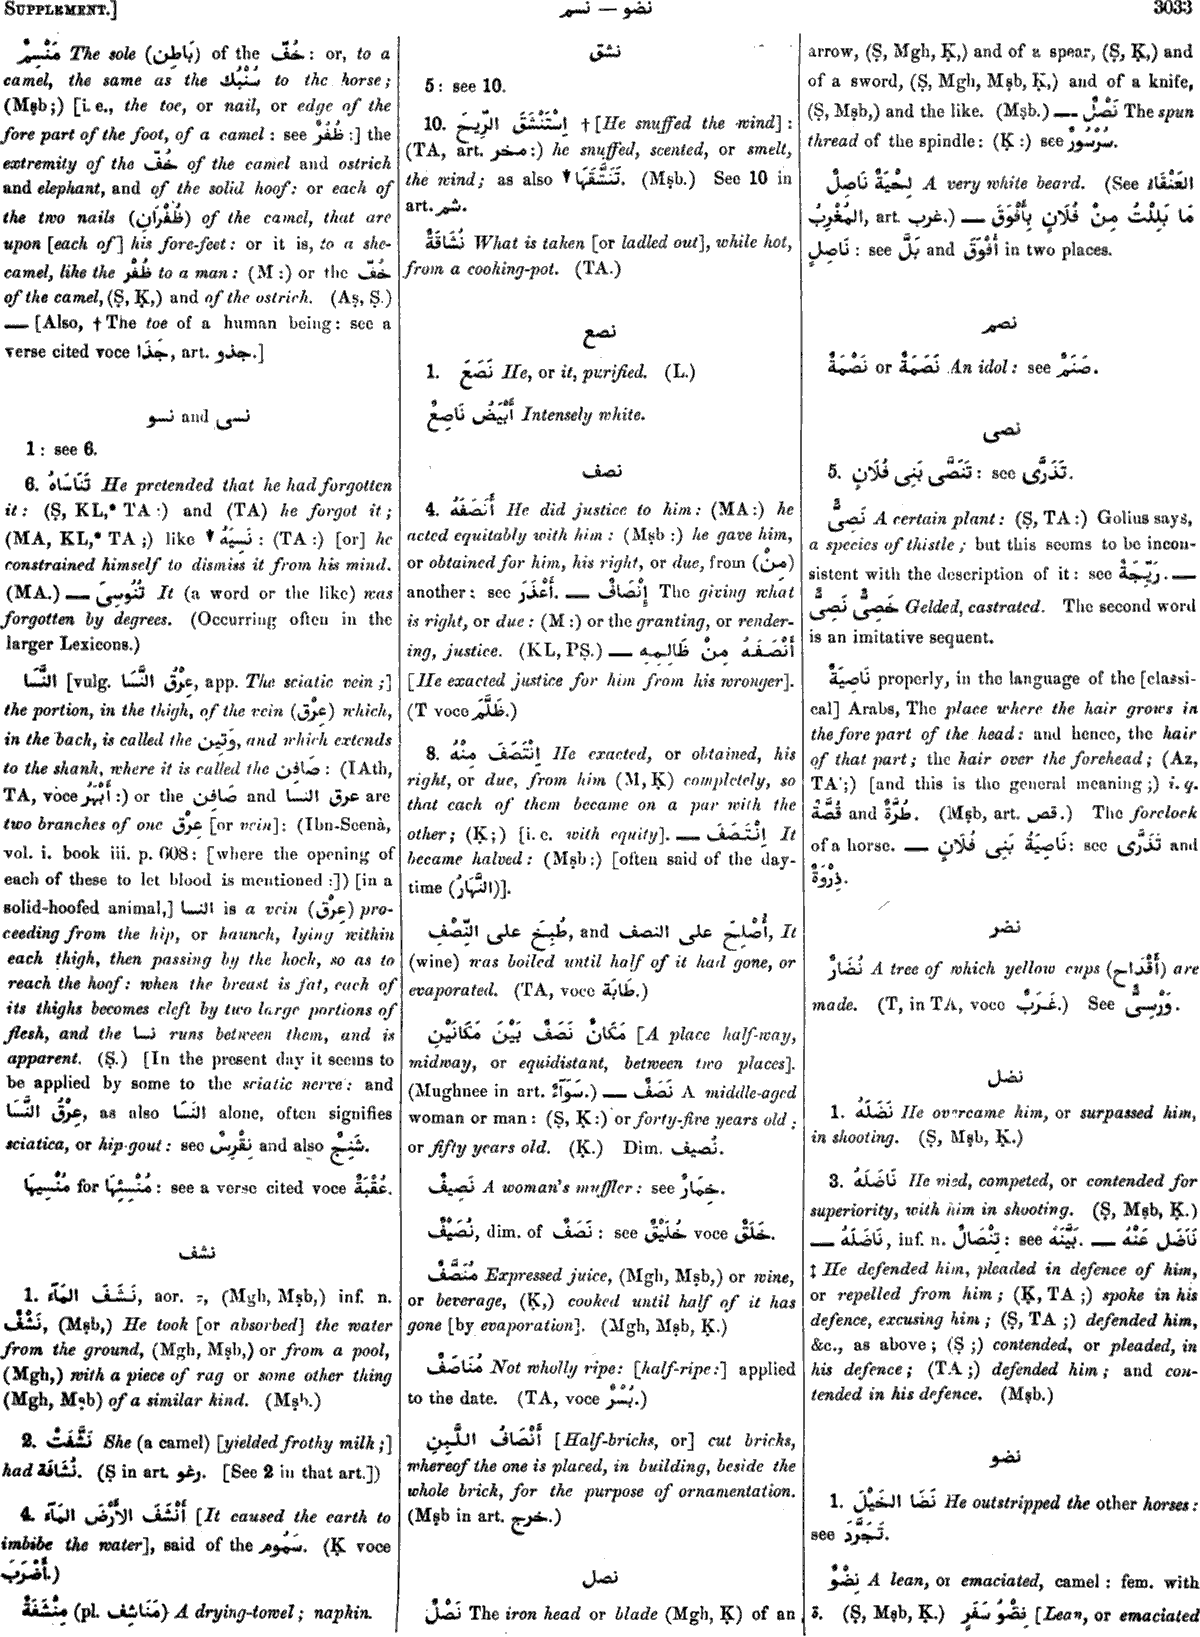 SUPPLEMENT.]
نضو — نسم
3033
مَنْسِمٌ The sole (بَاطِن) of the خُفّ: or, to a
camel, the same as the سُنْبُك to the horse;
(Mṣb;) [i.e., the toe, or nail, or edge of the
fore part of the foot, of a camel: see ظُفُرٌ:] the
extremity of the خُفّ of the camel and ostrich
and elephant, and of the solid hoof: or each of
the two nails (ظُفْرَانِ) of the camel, that are
upon [each of] his fore-feet: or it is, to a she-
camel, like the ظُفْر to a man: (M:) or the خُفّ
of the camel, (Ṣ, Ḳ,) and of the ostrich. (Aṣ, Ṣ.)
— [Also, † The toe of a human being: see a
verse cited voce جَذَا, art. جذو.]
نسى and نسو
1: see 6.
6. تَنَاسَاهُ He pretended that he had forgotten
it: (Ṣ, KL,* TA:) and (TA) he forgot it;
(MA, KL,* TA;) like ▼ نَسِيَهُ: (TA:) [or] he
constrained himself to dismiss it from his mind.
(MA.) — تُنُوسِىَ It (a word or the like) was
forgotten by degrees. (Occurring often in the
larger Lexicons.)
النَّسَا [vulg. عِرْقُ النَّسَا, app. The sciatic vein;]
the portion, in the thigh, of the vein (عِرْق) which,
in the back, is called the وَتِين, and which extends
to the shank, where it is called the صَافِن: (IAth,
TA, voce أَبْهَرُ:) or the صَافِن and عرق النسا are
two branches of one عِرْق [or vein]: (Ibn-Seenà,
vol. i. book iii. p. 608: [where the opening of
each of these to let blood is mentioned:]) [in a
solid-hoofed animal,] النسا is a vein (عِرْق) pro-
ceeding from the hip, or haunch, lying within
each thigh, then passing by the hock, so as to
reach the hoof: when the breast is fat, each of
its thighs becomes cleft by two large portions of
flesh, and the نسا runs between them, and is
apparent. (Ṣ.) [In the present day it seems to
be applied by some to the sciatic nerve: and
عِرْقُ النَّسَا, as also النَسَا alone, often signifies
sciatica, or hip-gout: see نِقْرِسٌ and also شَنِجٌ.
مُنْسِيهَا for مُنْسِئِهَا: see a verse cited voce عُقْبَةٌ.
نشف
1. نَشَفَ المَآءَ, aor. ـِ, (Mgh, Mṣb,) inf. n.
نَشْفٌ, (Mṣb,) He took [or absorbed] the water
from the ground, (Mgh, Mṣb,) or from a pool,
(Mgh,) with a piece of rag or some other thing
(Mgh, Mṣb) of a similar kind. (Mṣb.)
2. نَشَّفَتْ She (a camel) [yielded frothy milk;]
had نُشَافَة. (Ṣ in art. رغو. [See 2 in that art.])
4. أَنْشَفَ الأَرْضَ المَآءَ [It caused the earth to
imbibe the water], said of the سَمُوم. (Ḳ voce
أَضْرَبَ.)
مِنْشَفَةٌ (pl. مَنَاشِف) A drying-towel; napkin.
نشق
5: see 10.
10. اِسْتَنْشَقَ الرِّيحَ † [He snuffed the wind]:
(TA, art. مخر:) he snuffed, scented, or smelt,
the wind; as also ▼ تَنَشَّقَهَا. (Mṣb.) See 10 in
art. شم.
نُشَاقَةٌ What is taken [or ladled out], while hot,
from a cooking-pot. (TA.)
نصع
1. نَصَعَ He, or it, purified. (L.)
أَبْيَضُ نَاصِعٌ Intensely white.
نصف
4. أَنْصَفَهُ He did justice to him: (MA:) he
acted equitably with him: (Mṣb:) he gave him,
or obtained for him, his right, or due, from (مِنْ)
another: see أَعْذَرَ. — إِنْصَافٌ The giving what
is right, or due: (M:) or the granting, or render-
ing, justice. (KL, PṢ.) — أَنْصَفَهُ مِنْ ظَالِمِهِ
[He exacted justice for him from his wronger].
(T voce ظَلَّمَ.)
8. اِنْتَصَفَ مِنْهُ He exacted, or obtained, his
right, or due, from him (M, Ḳ) completely, so
that each of them became on a par with the
other; (Ḳ;) [i.e. with equity]. — اِنْتَصَفَ It
became halved: (Mṣb:) [often said of the day-
time (النَّهَارُ)].
طُبِخَ على النِّصْفِ, and أُصْلِحَ على النصف, It
(wine) was boiled until half of it had gone, or
evaporated. (TA, voce طَابَة.)
مَكَانٌ نَصَفٌ بَيْنَ مَكَانَيْنِ [A place half-way,
midway, or equidistant, between two places].
(Mughnee in art. سَوَآءٌ.) — نَصَفٌ A middle-aged
woman or man: (Ṣ, Ḳ:) or forty-five years old:
or fifty years old. (Ḳ.) Dim. نُصيف.
نَصِيفٌ A woman's muffler: see خِمَارٌ.
نُصَيْفٌ, dim. of نَصَفٌ: see خُلَيْقٌ voce خَلَقٌ.
مُنَصَّفٌ Expressed juice, (Mgh, Mṣb,) or wine,
or beverage, (Ḳ,) cooked until half of it has
gone [by evaporation]. (Mgh, Mṣb, Ḳ.)
مُنَاصَفٌ Not wholly ripe: [half-ripe:] applied
to the date. (TA, voce بُسْرٌ.)
أَنْصَافُ اللَّبِنِ [Half-bricks, or] cut bricks,
whereof the one is placed, in building, beside the
whole brick, for the purpose of ornamentation.
(Mṣb in art. خرج.)
نصل
نَصْلٌ The iron head or blade (Mgh, Ḳ) of an
arrow, (Ṣ, Mgh, Ḳ,) and of a spear, (Ṣ, Ḳ,) and
of a sword, (Ṣ, Mgh, Mṣb, Ḳ,) and of a knife,
(Ṣ, Mṣb,) and the like. (Mṣb.) — نَصْلٌ The spun
thread of the spindle: (Ḳ:) see سُرْسُورٌ.
لِحْيَةٌ نَاصِلٌ A very white beard. (See العَنْقَاءُ
المُغْرِبُ, art. غرب.) — مَا بَلِلْتُ مِنْ فُلَانٍ بِأَفْوَقَ
نَاصِلٍ: see بَلَّ and أَفْوَقُ in two places.
نصم
نَصَمَةٌ or نَصْمَةٌ An idol: see صَنَمٌ.
نصى
5. تَنَصَّى بَنِى فُلَانٍ: see تَذَرَّى.
نَصِىٌّ A certain plant: (Ṣ, TA:) Golius says,
a species of thistle; but this seems to be incon-
sistent with the description of it: see رَيِّحَةٌ. —
خَصِىٌّ نَصِىٌّ Gelded, castrated. The second word
is an imitative sequent.
نَاصِيَةٌ properly, in the language of the [classi-
cal] Arabs, The place where the hair grows in
the fore part of the head: and hence, the hair
of that part; the hair over the forehead; (Az,
TA;) [and this is the general meaning;) i. q.
قُصَّةٌ and طُرَّةٌ. (Mṣb, art. قص.) The forelock
of a horse. — نَاصِيَةُ بَنِى فُلَانٍ: see تَذَرَّى and
ذِرْوَةٌ.
نضر
نُضَارٌ A tree of which yellow cups (أَقْدَاح) are
made. (T, in TA, voce غَرَبٌ.) See وَرْسِىٌّ.
نضل
1. نَضَلَهُ He overcame him, or surpassed him,
in shooting. (Ṣ, Mṣb, Ḳ.)
3. نَاضَلَهُ He vied, competed, or contended for
superiority, with him in shooting. (Ṣ, Mṣb, Ḳ.)
— نَاضَلَهُ, inf. n. تِنْضَالٌ: see بَيَّنَهُ. — نَاضَل عَنْهُ
‡ He defended him, pleaded in defence of him,
or repelled from him; (Ḳ, TA;) spoke in his
defence, excusing him; (Ṣ, TA;) defended him,
&c., as above; (Ṣ;) contended, or pleaded, in
his defence; (TA;) defended him; and con-
tended in his defence. (Mṣb.)
نضو
1. نَضَا الخَيْلَ He outstripped the other horses:
see تَجَرَّدَ.
نِضْوٌ A lean, or emaciated, camel: fem. with
ة. (Ṣ, Mṣb, Ḳ.) نِضْوُ سَفَرٍ [Lean, or emaciated